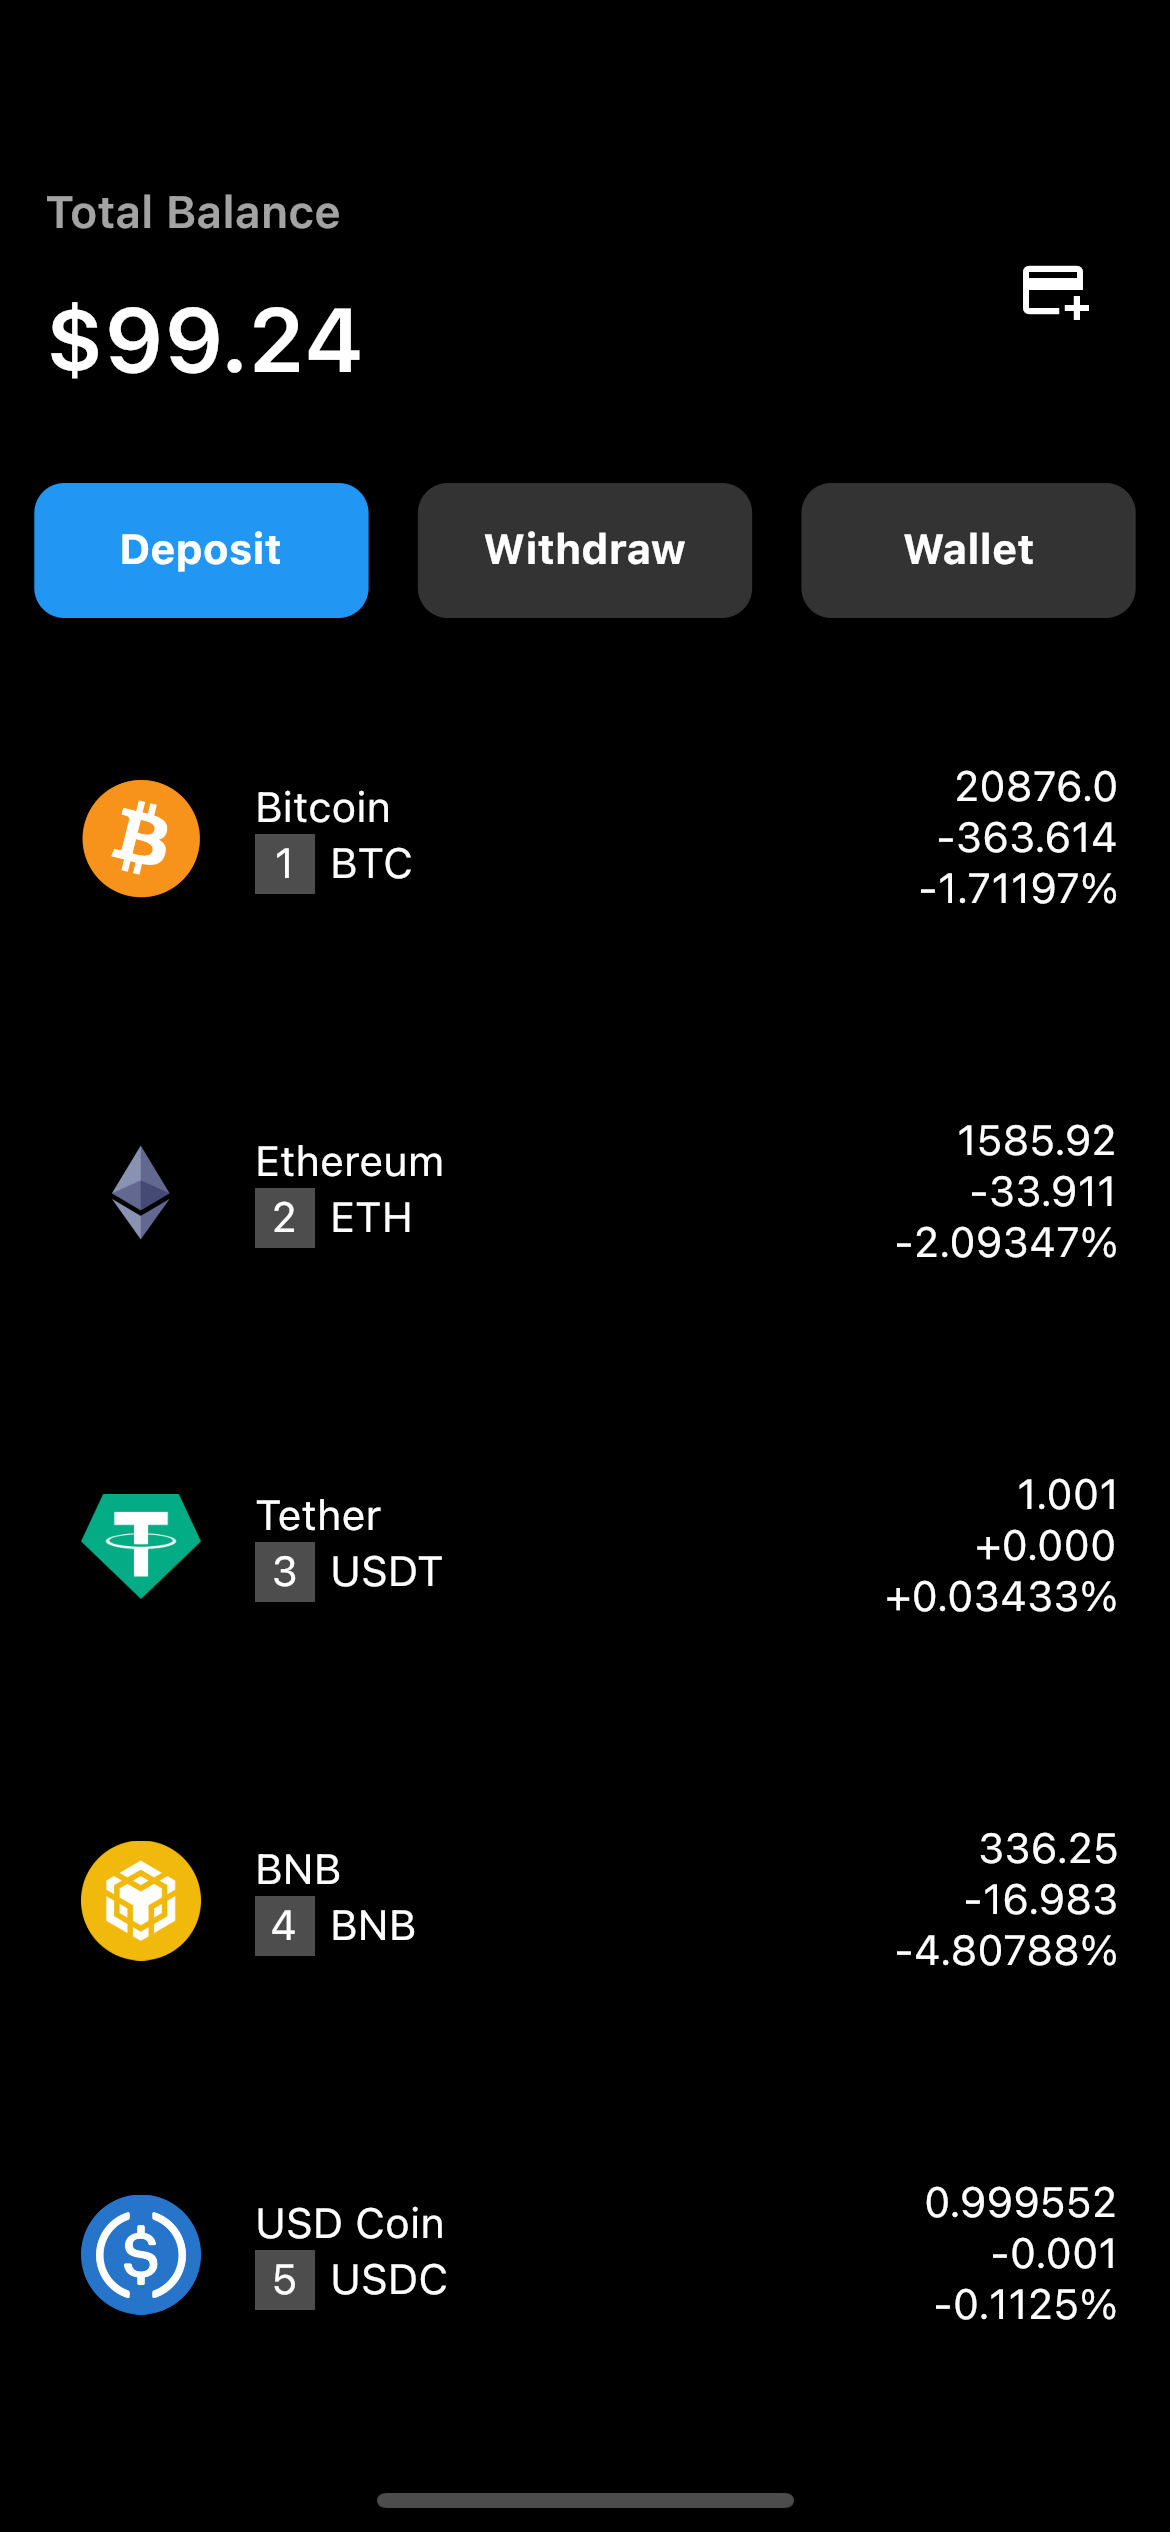 Total Balance
$99.24
Deposit
Withdraw
Wallet
Bitcoin
1 BTC
20876.0
-363.614
-1.71197%
Ethereum
2 ETH
1585.92
-33.911
-2.09347%
Tether
3 USDT
1.001
+0.000
+0.03433%
BNB
4 BNB
336.25
-16.983
-4.80788%
USD Coin
5 USDC
0.999552
-0.001
-0.1125%